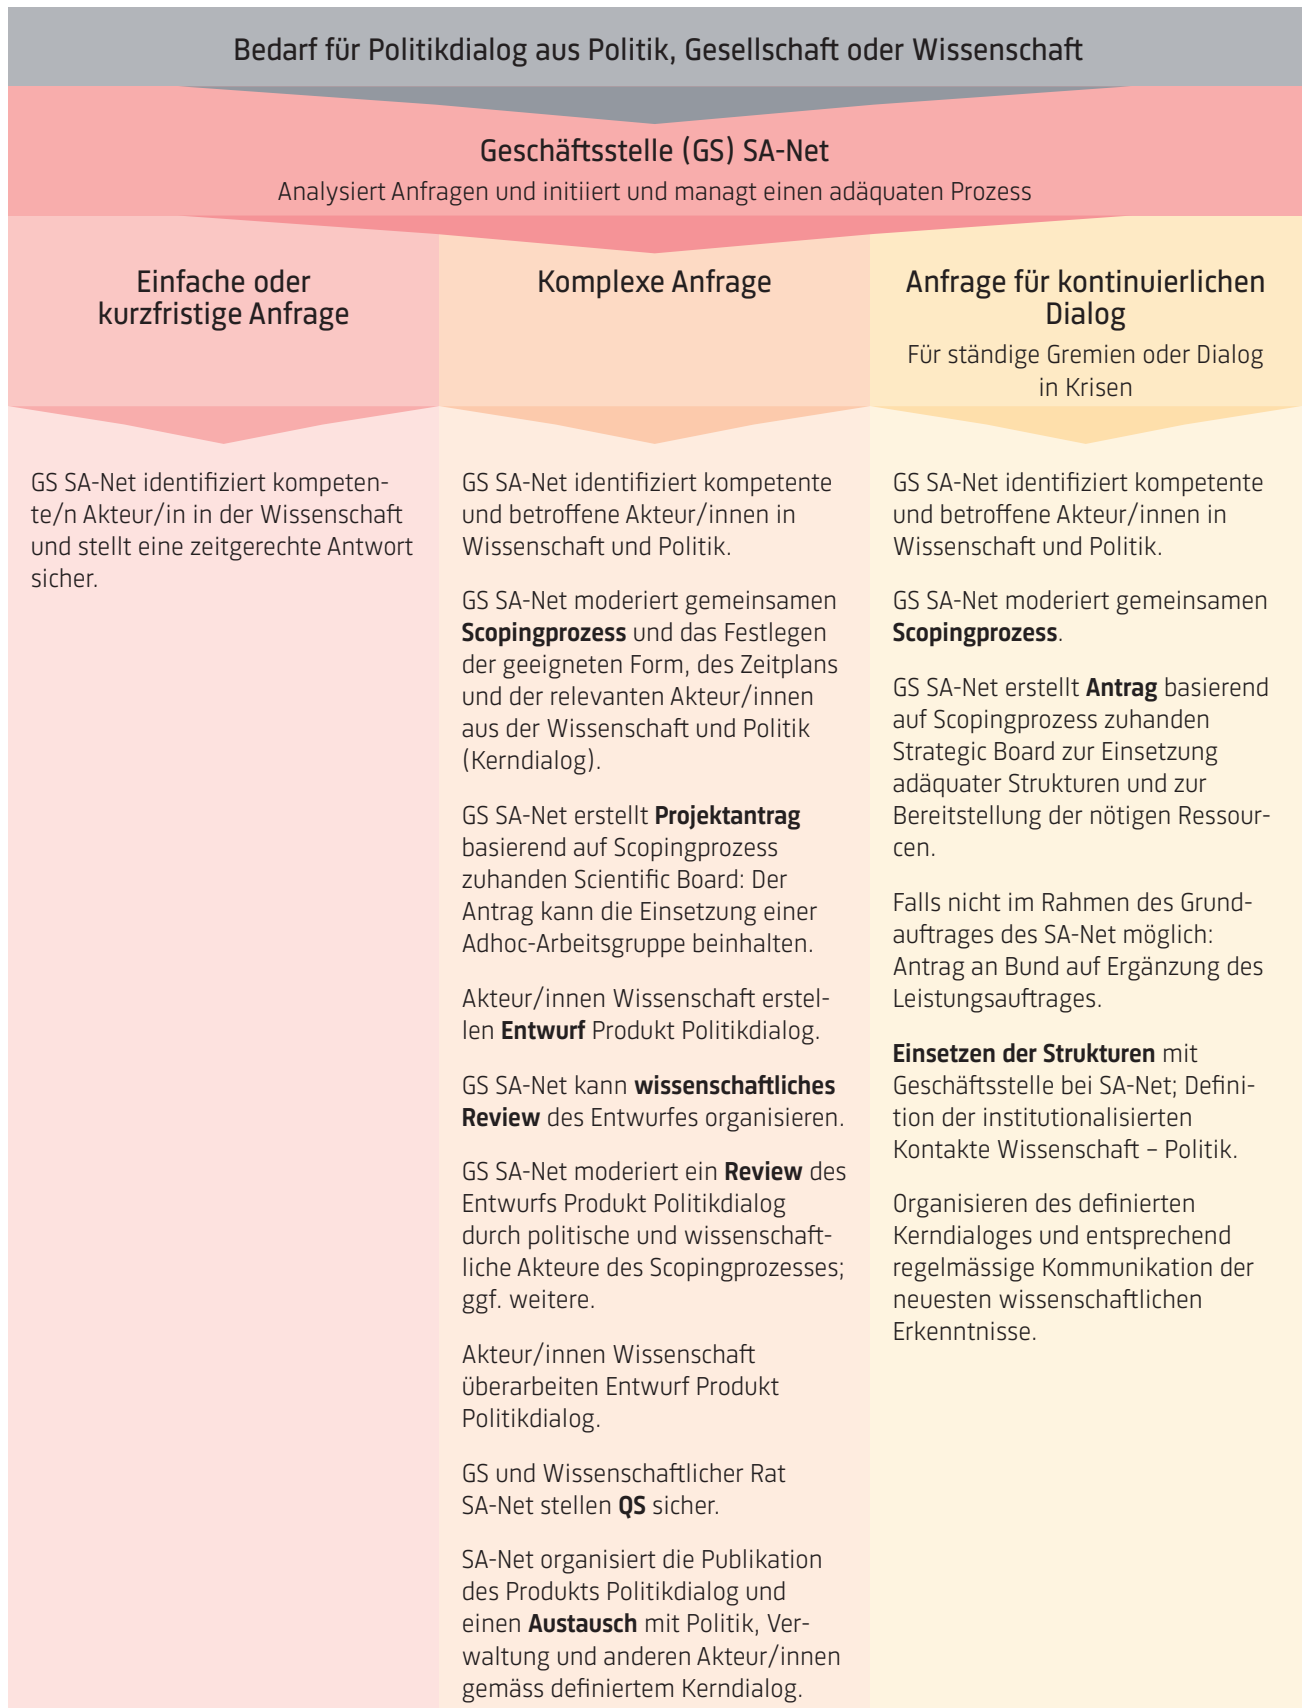 Bedarf für Politikdialog aus Politik, Gesellschaft oder Wissenschaft
Geschäftsstelle (GS) SA-Net
Analysiert Anfragen und initiiert und managt einen adäquaten Prozess
Einfache oder
kurzfristige Anfrage
GS SA-Net identifiziert kompeten-
te/n Akteur/in in der Wissenschaft
und stellt eine zeitgerechte Antwort
sicher.
Komplexe Anfrage
GS SA-Net identifiziert kompetente
und betroffene Akteur/innen in
Wissenschaft und Politik.
GS SA-Net moderiert gemeinsamen
Scopingprozess und das Festlegen
der geeigneten Form, des Zeitplans
und der relevanten Akteur/innen
aus der Wissenschaft und Politik
(Kerndialog).
GS SA-Net erstellt Projektantrag
basierend auf Scopingprozess
zuhanden Scientific Board: Der
Antrag kann die Einsetzung einer
Adhoc-Arbeitsgruppe beinhalten.
Akteur/innen Wissenschaft erstel-
len Entwurf Produkt Politikdialog.
GS SA-Net kann wissenschaftliches
Review des Entwurfes organisieren.
GS SA-Net moderiert ein Review des
Entwurfs Produkt Politikdialog
durch politische und wissenschaft-
liche Akteure des Scopingprozesses;
ggf. weitere.
Akteur/innen Wissenschaft
überarbeiten Entwurf Produkt
Politikdialog.
GS und Wissenschaftlicher Rat
SA-Net stellen QS sicher.
SA-Net organisiert die Publikation
des Produkts Politikdialog und
einen Austausch mit Politik, Ver-
waltung und anderen Akteur/innen
gemäss definiertem Kerndialog.
Anfrage für kontinuierlichen
Dialog
Für ständige Gremien oder Dialog
in Krisen
GS SA-Net identifiziert kompetente
und betroffene Akteur/innen in
Wissenschaft und Politik.
GS SA-Net moderiert gemeinsamen
Scopingprozess.
GS SA-Net erstellt Antrag basierend
auf Scopingprozess zuhanden
Strategic Board zur Einsetzung
adäquater Strukturen und zur
Bereitstellung der nötigen Ressour-
cen.
Falls nicht im Rahmen des Grund-
auftrages des SA-Net möglich:
Antrag an Bund auf Ergänzung des
Leistungsauftrages.
Einsetzen der Strukturen mit
Geschäftsstelle bei SA-Net; Defini-
tion der institutionalisierten
Kontakte Wissenschaft – Politik.
Organisieren des definierten
Kerndialoges und entsprechend
regelmässige Kommunikation der
neuesten wissenschaftlichen
Erkenntnisse.